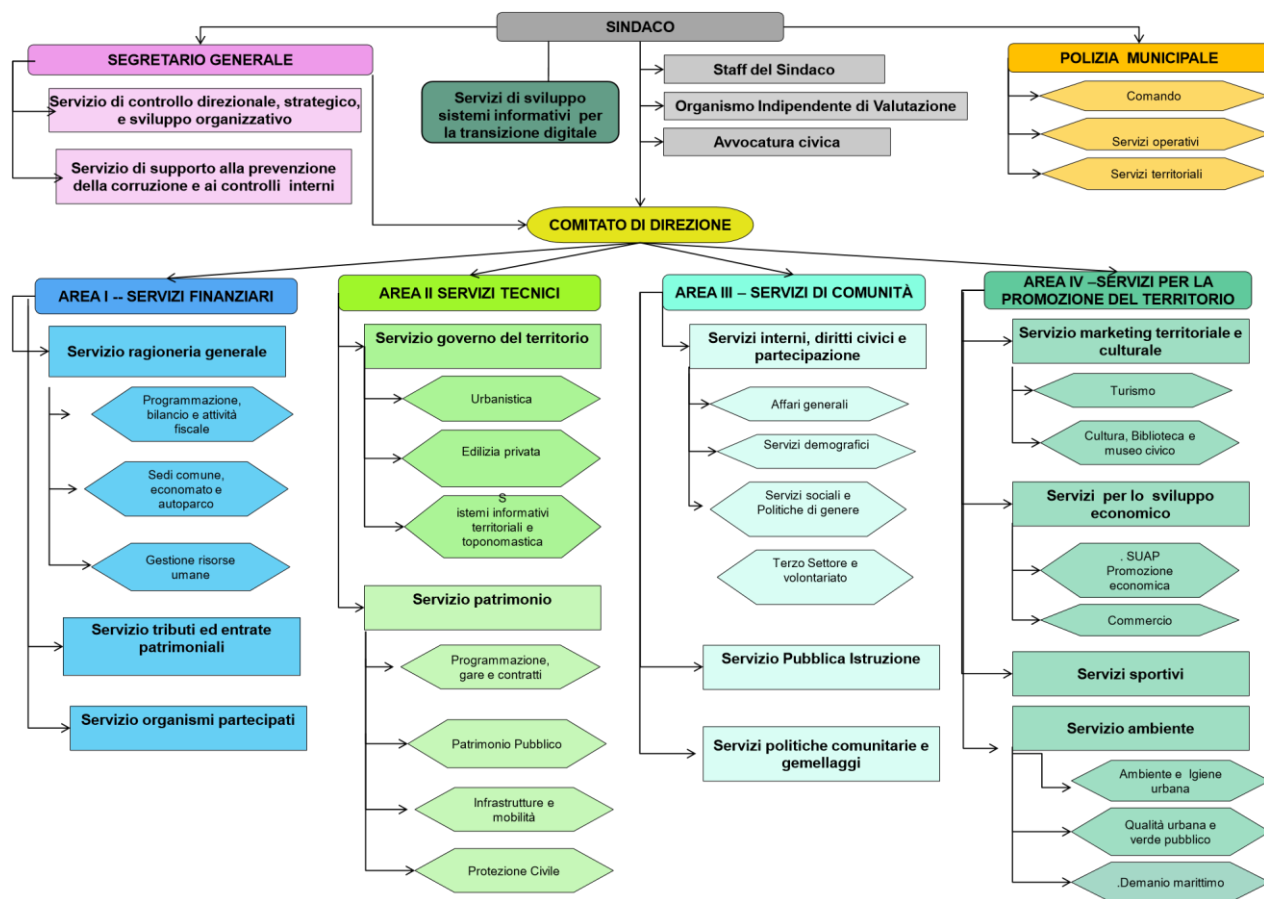 SINDACO
SEGRETARIO GENERALE
Servizio di controllo direzionale, strategico,
e sviluppo organizzativo
Servizio di supporto alla prevenzione
della corruzione e ai controlli interni
Servizi di sviluppo
sistemi informativi per
la transizione digitale
Staff del Sindaco
Organismo Indipendente di Valutazione
Avvocatura civica
POLIZIA MUNICIPALE
Comando
Servizi operativi
Servizi territoriali
COMITATO DI DIREZIONE
AREA I -- SERVIZI FINANZIARI
Servizio ragioneria generale
Programmazione,
bilancio e attività
fiscale
Sedi comune,
economato e
autoparco
Gestione risorse
umane
Servizio tributi ed entrate
patrimoniali
Servizio organismi partecipati
AREA II SERVIZI TECNICI
Servizio governo del territorio
Urbanistica
Edilizia privata
S
istemi informativi
territoriali e
toponomastica
Servizio patrimonio
Programmazione,
gare e contratti
Patrimonio Pubblico
Infrastrutture e
mobilità
Protezione Civile
AREA III – SERVIZI DI COMUNITÀ
Servizi interni, diritti civici e
partecipazione
Affari generali
Servizi demografici
Servizi sociali e
Politiche di genere
Terzo Settore e
volontariato
Servizio Pubblica Istruzione
Servizi politiche comunitarie e
gemellaggi
AREA IV –SERVIZI PER LA
PROMOZIONE DEL TERRITORIO
Servizio marketing territoriale e
culturale
Turismo
Cultura, Biblioteca e
museo civico
Servizi per lo sviluppo
economico
. SUAP
Promozione
economica
Commercio
Servizi sportivi
Servizio ambiente
Ambiente e Igiene
urbana
Qualità urbana e
verde pubblico
.Demanio marittimo